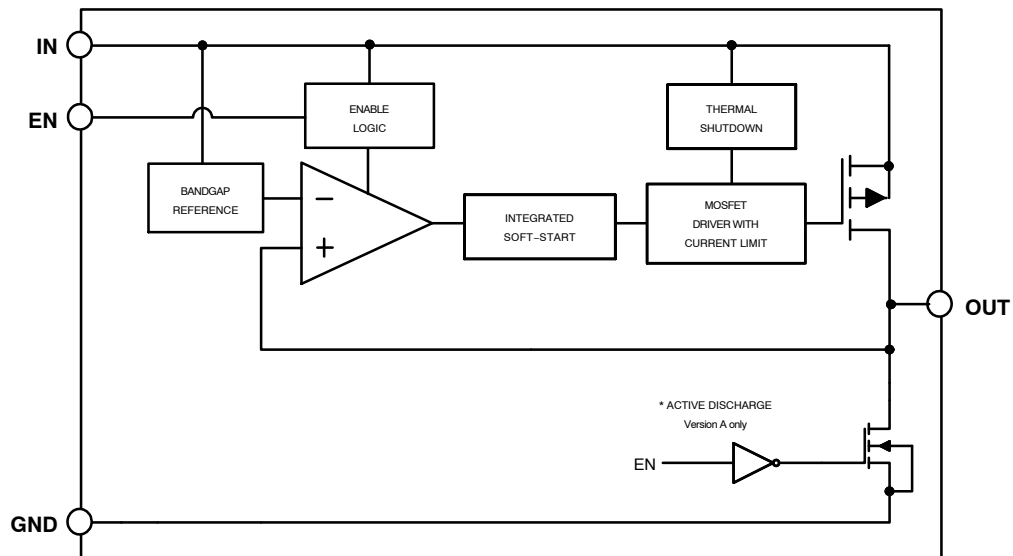 IN
EN
ENABLE
LOGIC
THERMAL
SHUTDOWN
BANDGAP
REFERENCE
−
+
INTEGRATED
SOFT−START
MOSFET
DRIVER WITH
CURRENT LIMIT
OUT
* ACTIVE DISCHARGE
Version A only
EN
GND